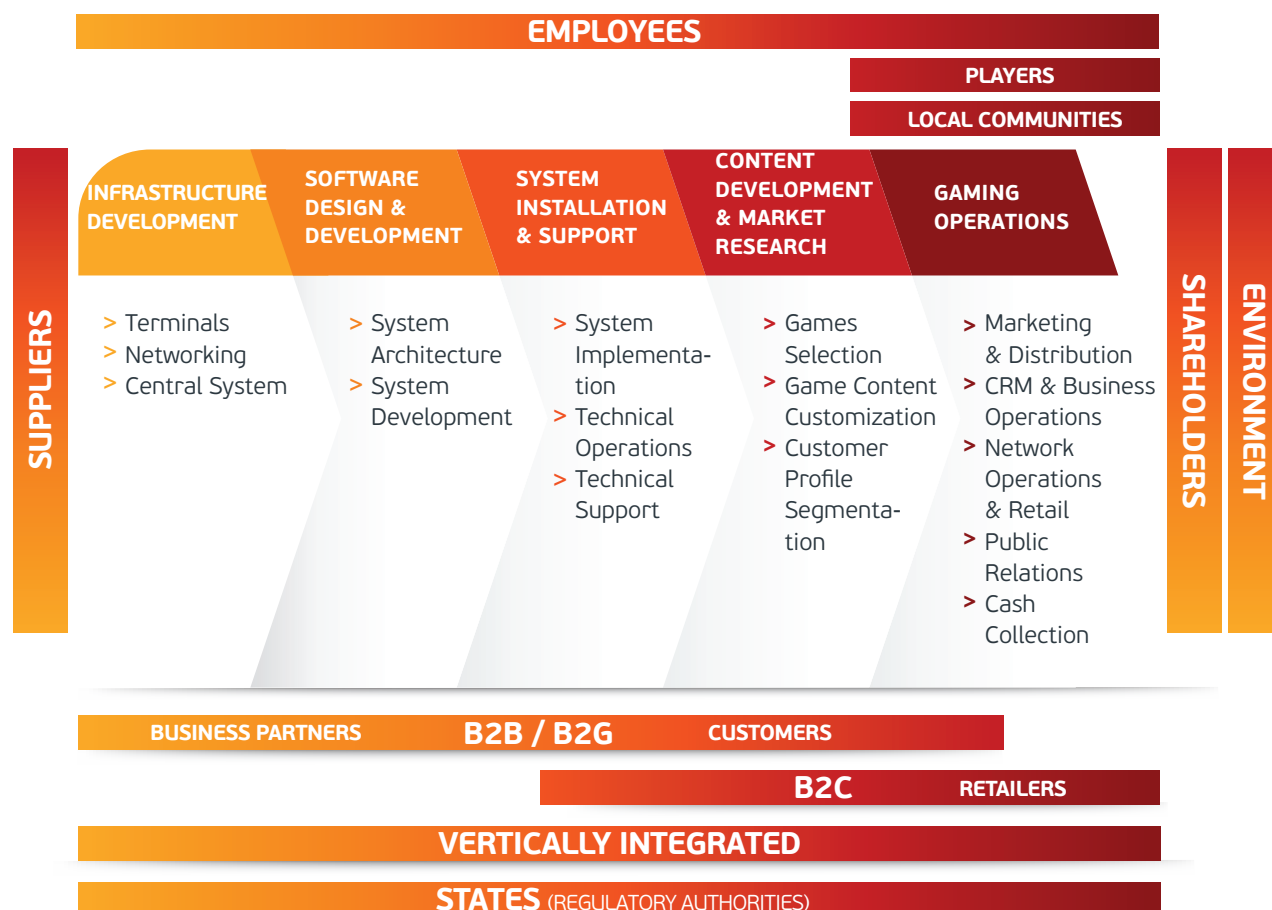 EMPLOYEES
PLAYERS
LOCAL COMMUNITIES
SUPPLIERS
INFRASTRUCTURE
DEVELOPMENT
> Terminals
> Networking
> Central System
SOFTWARE
DESIGN &
DEVELOPMENT
> System
Architecture
> System
Development
SYSTEM
INSTALLATION
& SUPPORT
> System
Implementa-
tion
> Technical
Operations
> Technical
Support
CONTENT
DEVELOPMENT
& MARKET
RESEARCH
> Games
Selection
> Game Content
Customization
> Customer
Profile
Segmenta-
tion
GAMING
OPERATIONS
> Marketing
& Distribution
> CRM & Business
Operations
> Network
Operations
& Retail
> Public
Relations
> Cash
Collection
SHAREHOLDERS
ENVIRONMENT
BUSINESS PARTNERS B2B / B2G CUSTOMERS
B2C RETAILERS
VERTICALLY INTEGRATED
STATES (REGULATORY AUTHORITIES)